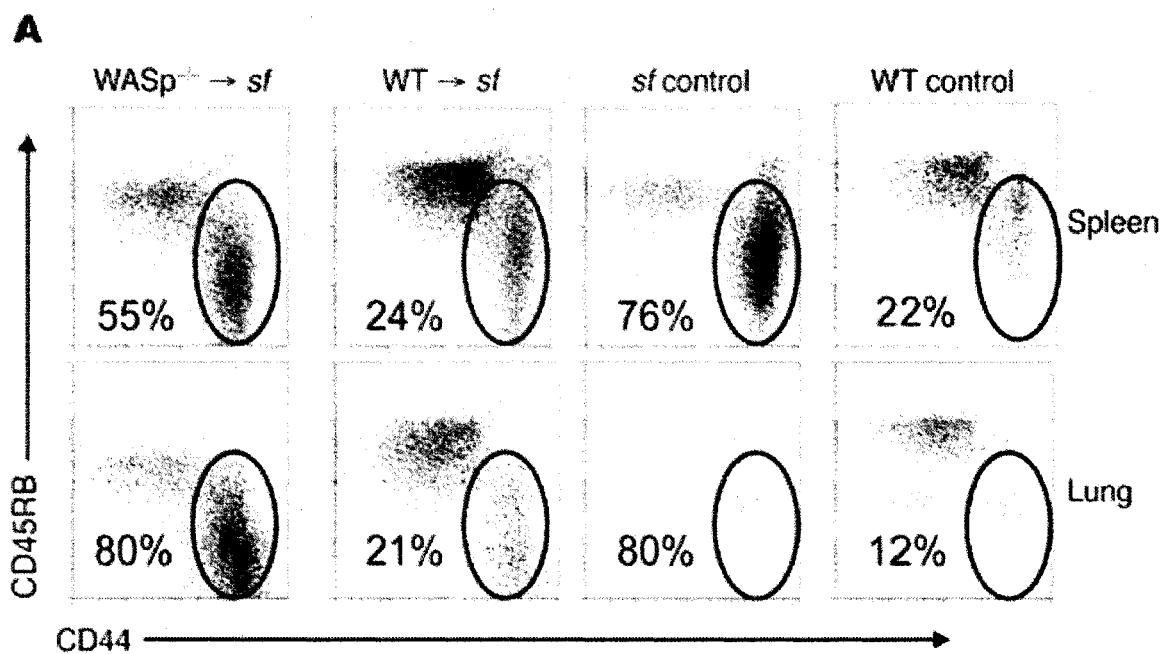 A
WASp⁻/⁻ → sf
WT → sf
sf control
WT control
55%
24%
76%
22%
Spleen
80%
21%
80%
12%
Lung
CD45RB
CD44